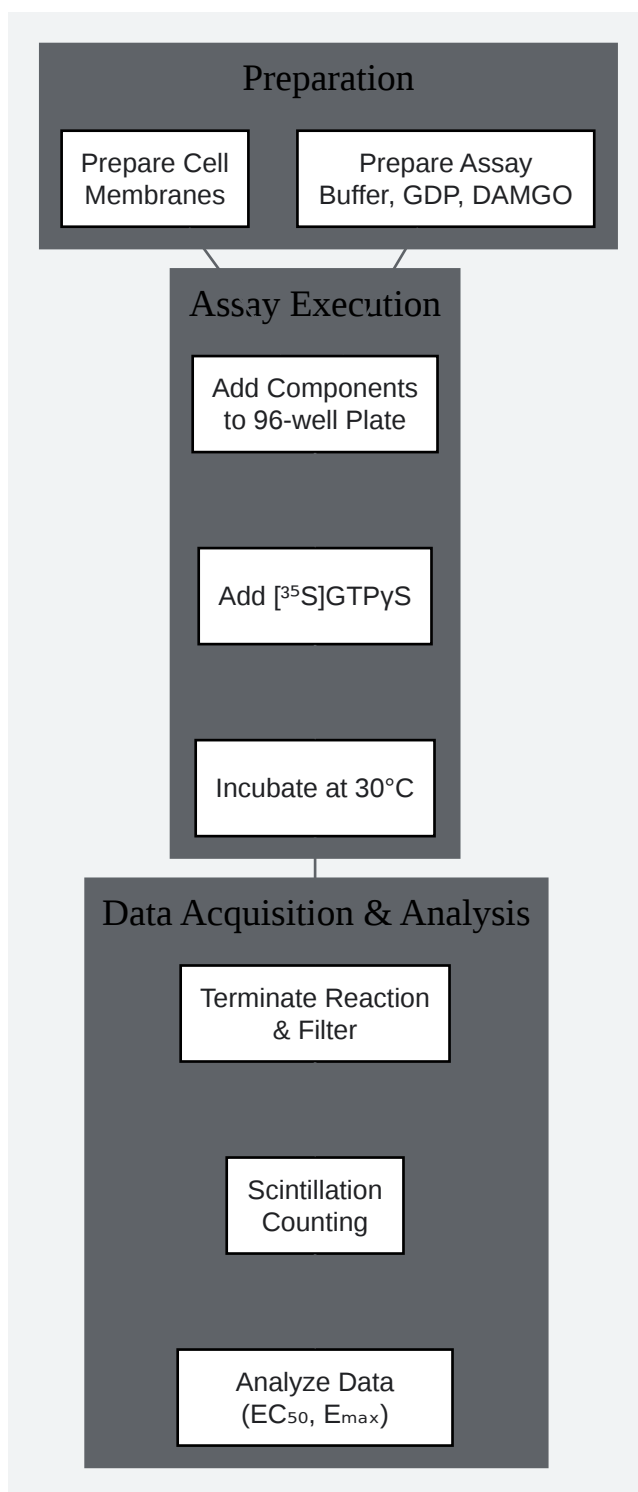 Preparation
Prepare Cell
Membranes
Prepare Assay
Buffer, GDP, DAMGO
Assay Execution
Add Components
to 96-well Plate
Add [³⁵S]GTPγS
Incubate at 30°C
Data Acquisition & Analysis
Terminate Reaction
& Filter
Scintillation
Counting
Analyze Data
(EC₅₀, Eₘₐₓ)